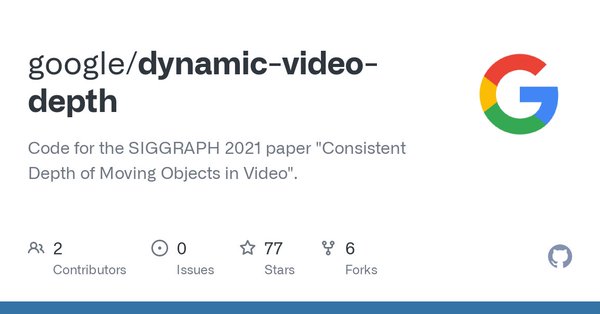 google/dynamic-video-
depth
Code for the SIGGRAPH 2021 paper "Consistent
Depth of Moving Objects in Video".
2
Contributors
0
Issues
77
Stars
6
Forks